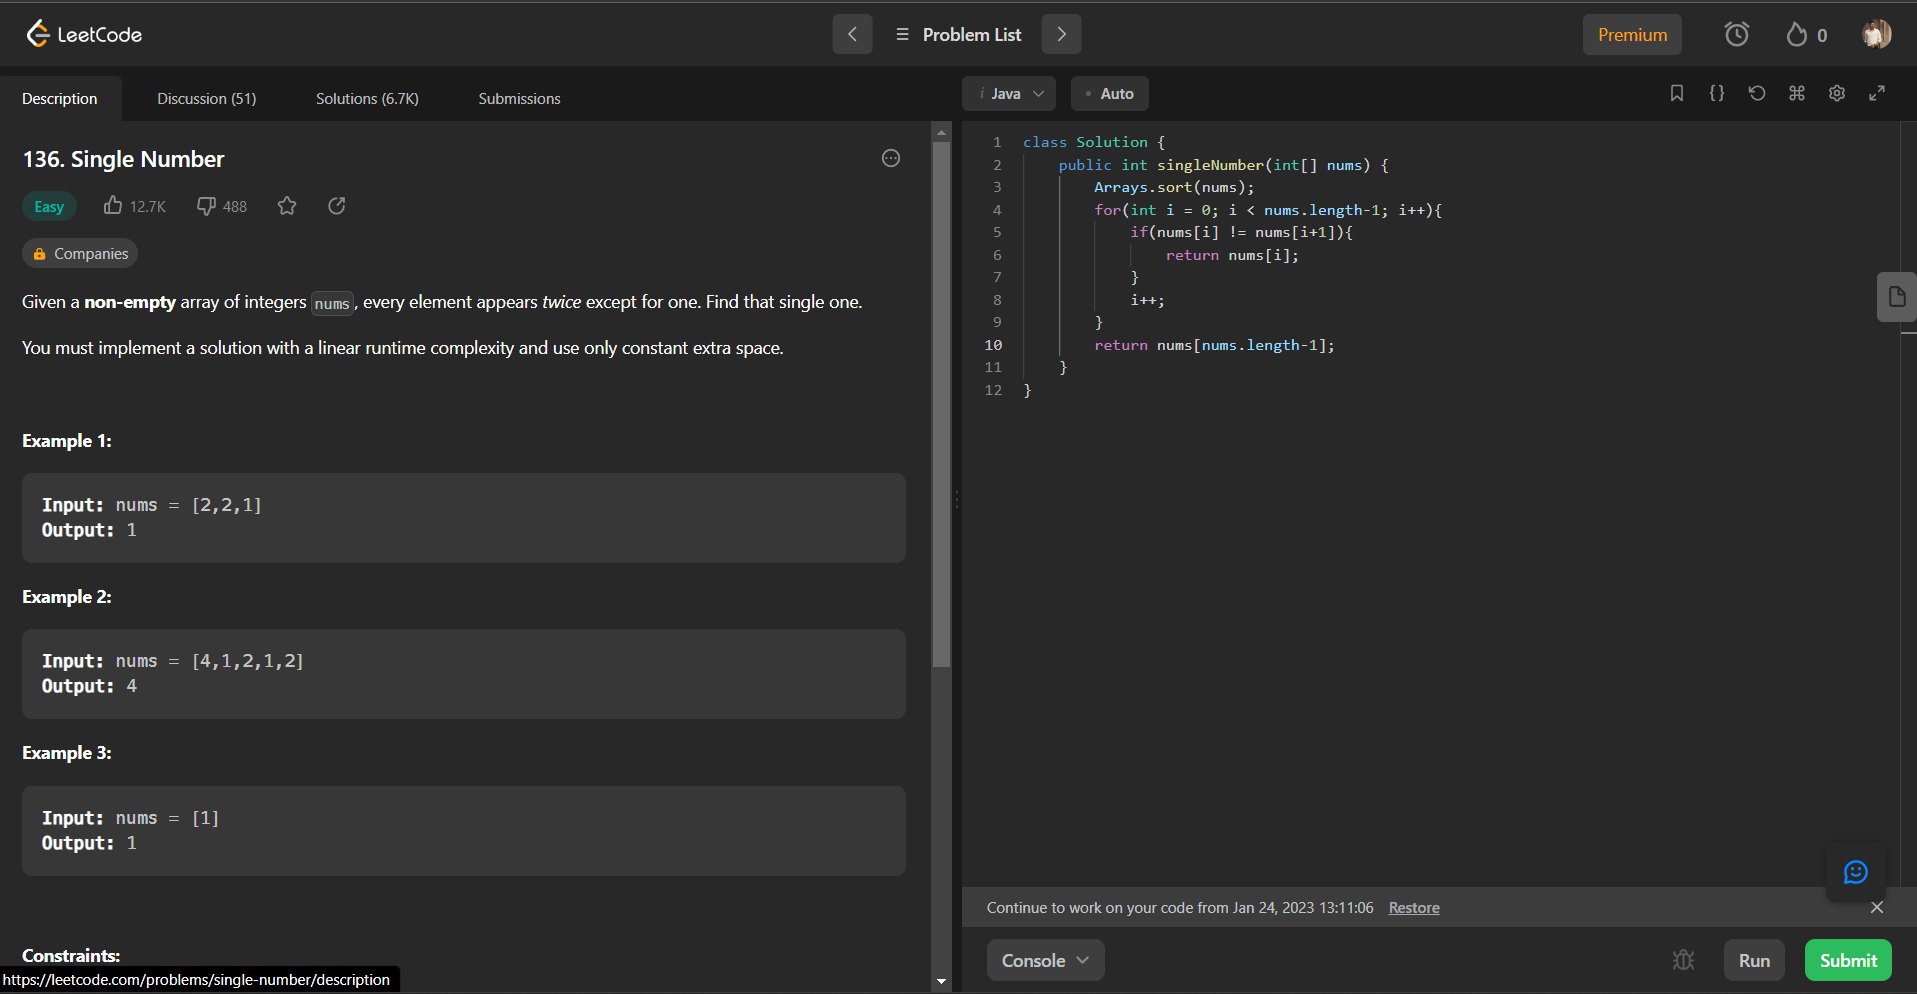 LeetCode
Problem List
Premium
0
Description
Discussion (51)
Solutions (6.7K)
Submissions
i Java
Auto
136. Single Number
Easy
12.7K
488
Companies
Given a non-empty array of integers nums, every element appears twice except for one. Find that single one.
You must implement a solution with a linear runtime complexity and use only constant extra space.
Example 1:
Input: nums = [2,2,1]
Output: 1
Example 2:
Input: nums = [4,1,2,1,2]
Output: 4
Example 3:
Input: nums = [1]
Output: 1
Constraints:
https://leetcode.com/problems/single-number/description
1 class Solution {
2 public int singleNumber(int[] nums) {
3 Arrays.sort(nums);
4 for(int i = 0; i < nums.length-1; i++){
5 if(nums[i] != nums[i+1]){
6 return nums[i];
7 }
8 i++;
9 }
10 return nums[nums.length-1];
11 }
12 }
Continue to work on your code from Jan 24, 2023 13:11:06 Restore
Console
Run
Submit